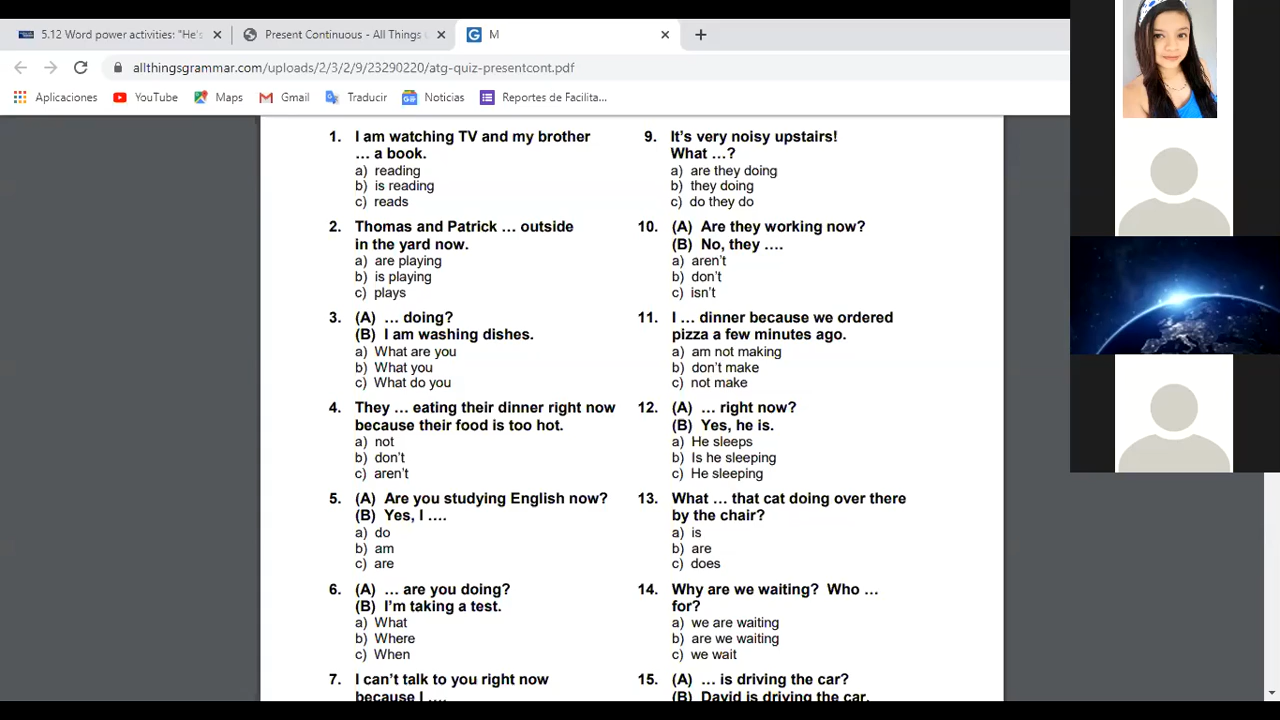 5.12 Word power activities: "He's
Present Continuous - All Things
M
allthingsgrammar.com/uploads/2/3/2/9/23290220/atg-quiz-presentcont.pdf
Aplicaciones
YouTube
Maps
Gmail
Traducir
Noticias
Reportes de Facilita...
1. I am watching TV and my brother
… a book.
a) reading
b) is reading
c) reads
2. Thomas and Patrick … outside
in the yard now.
a) are playing
b) is playing
c) plays
3. (A) … doing?
(B) I am washing dishes.
a) What are you
b) What you
c) What do you
4. They … eating their dinner right now
because their food is too hot.
a) not
b) don't
c) aren't
5. (A) Are you studying English now?
(B) Yes, I ….
a) do
b) am
c) are
6. (A) … are you doing?
(B) I'm taking a test.
a) What
b) Where
c) When
7. I can't talk to you right now
because I ….
9. It's very noisy upstairs!
What …?
a) are they doing
b) they doing
c) do they do
10. (A) Are they working now?
(B) No, they ….
a) aren't
b) don't
c) isn't
11. I … dinner because we ordered
pizza a few minutes ago.
a) am not making
b) don't make
c) not make
12. (A) … right now?
(B) Yes, he is.
a) He sleeps
b) Is he sleeping
c) He sleeping
13. What … that cat doing over there
by the chair?
a) is
b) are
c) does
14. Why are we waiting? Who …
for?
a) we are waiting
b) are we waiting
c) we wait
15. (A) … is driving the car?
(B) David is driving the car.